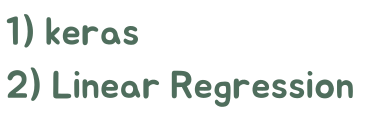 1) keras
2) Linear Regression